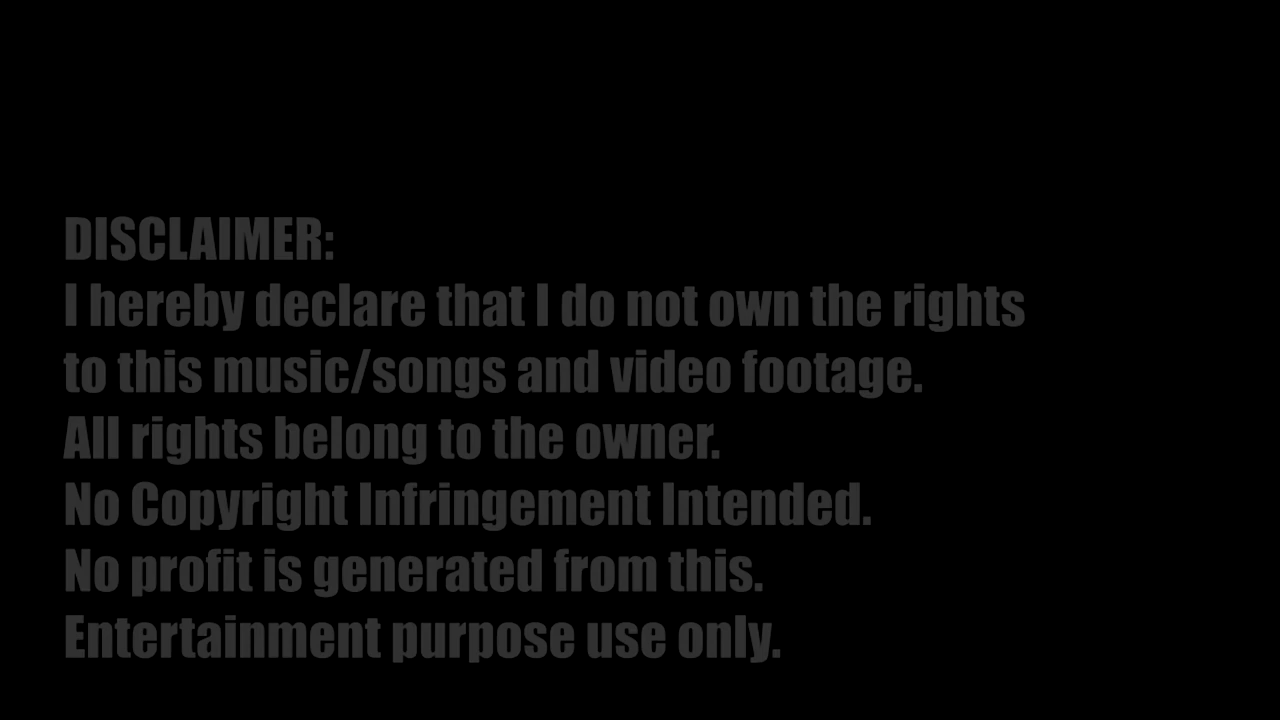 DISCLAIMER:
I hereby declare that I do not own the rights
to this music/songs and video footage.
All rights belong to the owner.
No Copyright Infringement Intended.
No profit is generated from this.
Entertainment purpose use only.